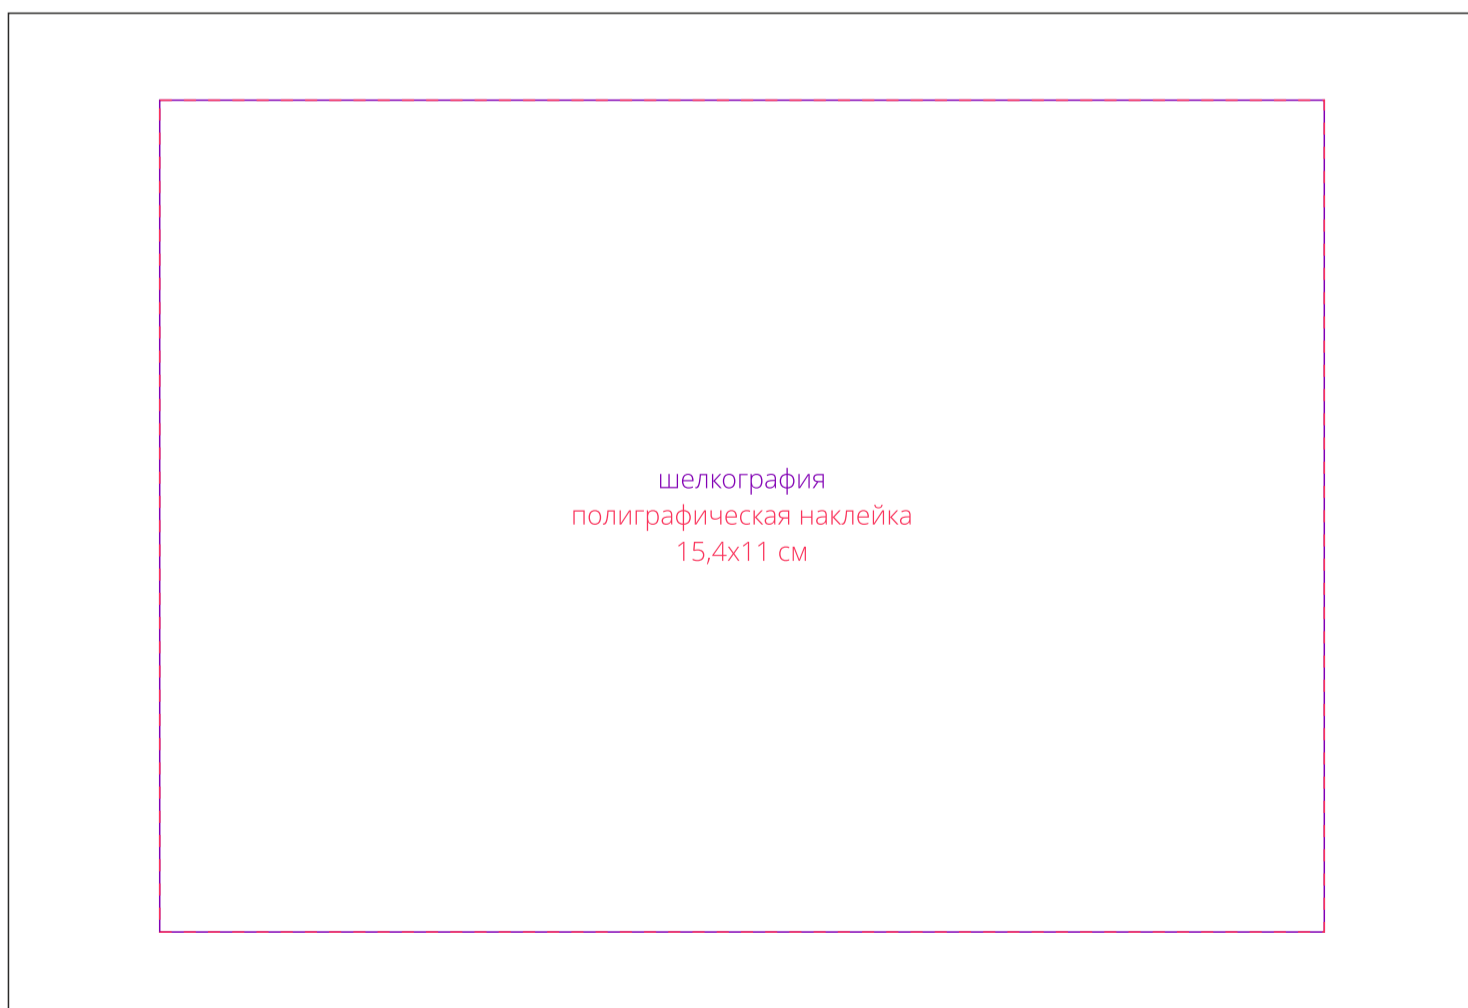 шелкография
полиграфическая наклейка
15,4х11 см